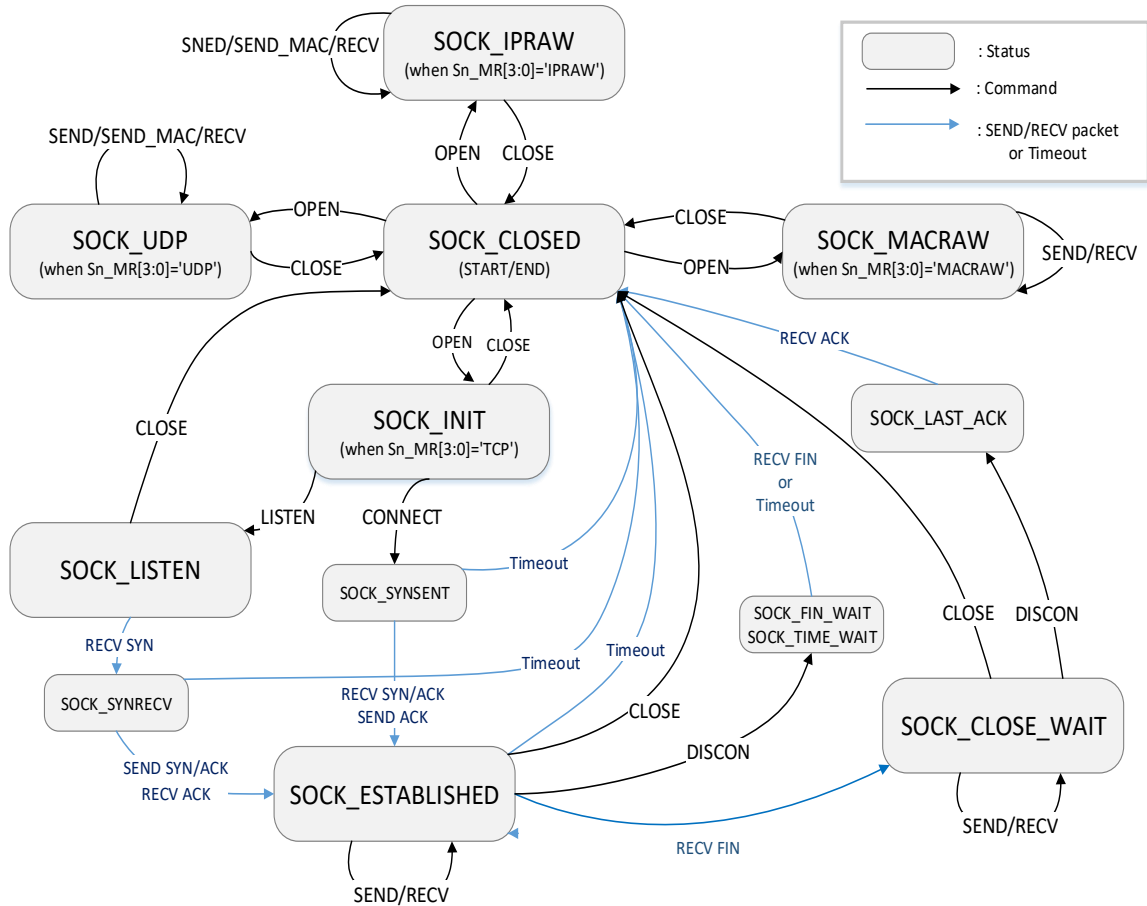 SNED/SEND_MAC/RECV
SOCK_IPRAW
(when Sn_MR[3:0]='IPRAW')
: Status
: Command
: SEND/RECV packet
or Timeout
SEND/SEND_MAC/RECV
OPEN
CLOSE
OPEN
CLOSE
SOCK_UDP
(when Sn_MR[3:0]='UDP')
CLOSE
SOCK_CLOSED
(START/END)
OPEN
SOCK_MACRAW
(when Sn_MR[3:0]='MACRAW')
SEND/RECV
OPEN
CLOSE
RECV ACK
SOCK_INIT
(when Sn_MR[3:0]='TCP')
SOCK_LAST_ACK
CLOSE
RECV FIN
or
Timeout
LISTEN
CONNECT
SOCK_LISTEN
Timeout
SOCK_SYNSENT
SOCK_FIN_WAIT
SOCK_TIME_WAIT
CLOSE
DISCON
RECV SYN
Timeout
Timeout
SOCK_SYNRECV
RECV SYN/ACK
SEND ACK
CLOSE
SOCK_CLOSE_WAIT
DISCON
SEND SYN/ACK
RECV ACK
SOCK_ESTABLISHED
SEND/RECV
RECV FIN
SEND/RECV